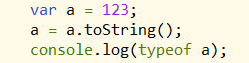 var a = 123;
a = a.toString();
console.log(typeof a);